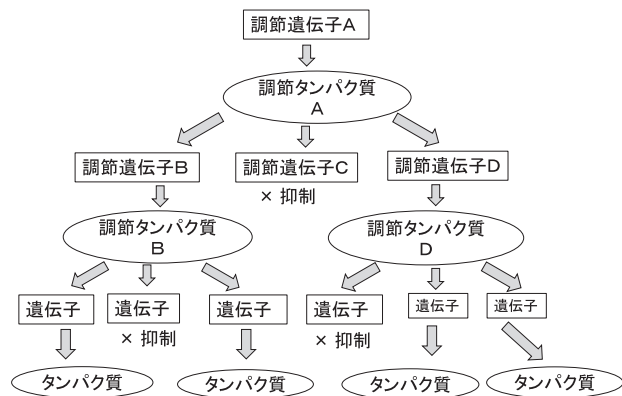 調節遺伝子A
調節タンパク質
A
調節遺伝子B
調節遺伝子C
調節遺伝子D
× 抑制
調節タンパク質
B
調節タンパク質
D
遺伝子
遺伝子
遺伝子
遺伝子
遺伝子
遺伝子
× 抑制
× 抑制
タンパク質
タンパク質
タンパク質
タンパク質